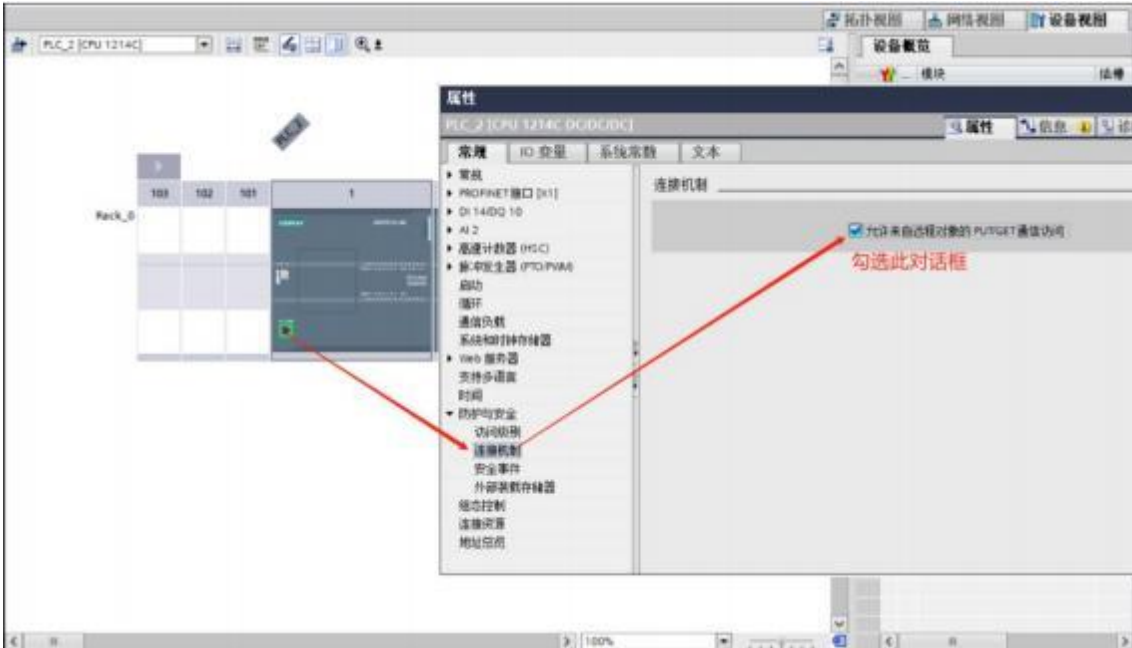 拓扑视图 网络视图 设备视图
PLC_2 [CPU 1214C]
设备概览
模块 插槽
属性
PLC_2 [CPU 1214C DC/DC/DC]
属性 信息 诊
常规 IO 变量 系统常数 文本
常规
PROFINET 接口 [X1]
DI 14/DQ 10
AI 2
高速计数器 (HSC)
脉冲发生器 (PTO/PWM)
启动
循环
通信负载
系统和时钟存储器
Web 服务器
支持多语言
时间
防护与安全
访问级别
连接机制
安全事件
外部装载存储器
组态控制
连接资源
地址总览
连接机制
允许来自远程对象的 PUT/GET 通信访问
勾选此对话框
PLC_2
103 102 101 1
Rack_0
SIEMENS
100%